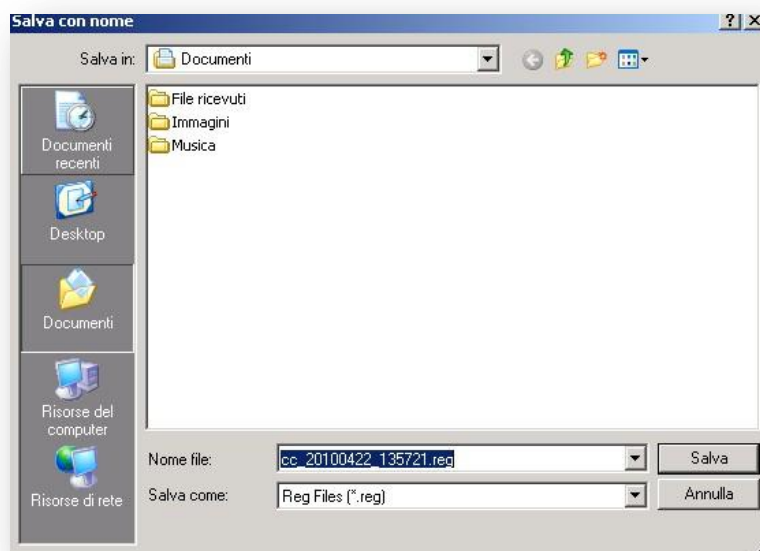 Salva con nome
Salva in:
Documenti
File ricevuti
Immagini
Musica
Documenti
recenti
Desktop
Documenti
Risorse del
computer
Risorse di rete
Nome file:
cc_20100422_135721.reg
Salva
Salva come:
Reg Files (*.reg)
Annulla